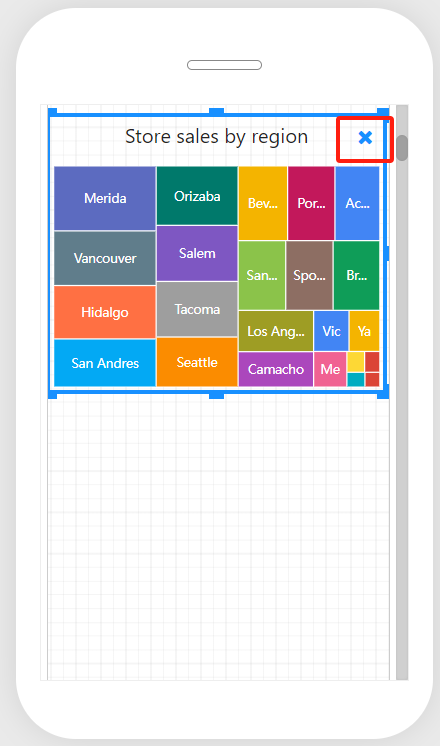 Store sales by region
Merida
Orizaba
Bev...
Por...
Ac...
Vancouver
Salem
San...
Spo...
Br...
Hidalgo
Tacoma
Los Ang...
Vic
Ya
San Andres
Seattle
Camacho
Me